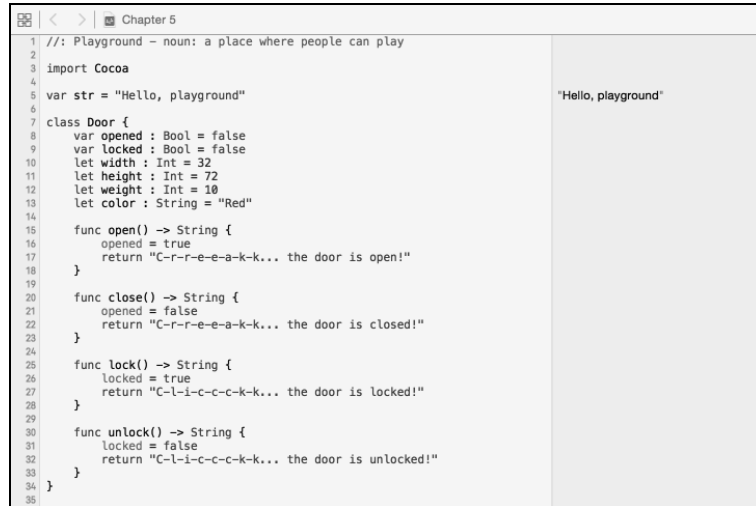 Chapter 5
1 //: Playground – noun: a place where people can play
2
3 import Cocoa
4
5 var str = "Hello, playground" "Hello, playground"
6
7 class Door {
8     var opened : Bool = false
9     var locked : Bool = false
10     let width : Int = 32
11     let height : Int = 72
12     let weight : Int = 10
13     let color : String = "Red"
14
15     func open() -> String {
16         opened = true
17         return "C-r-r-e-e-a-k-k... the door is open!"
18     }
19
20     func close() -> String {
21         opened = false
22         return "C-r-r-e-e-a-k-k... the door is closed!"
23     }
24
25     func lock() -> String {
26         locked = true
27         return "C-l-i-c-c-c-k-k... the door is locked!"
28     }
29
30     func unlock() -> String {
31         locked = false
32         return "C-l-i-c-c-c-k-k... the door is unlocked!"
33     }
34 }
35